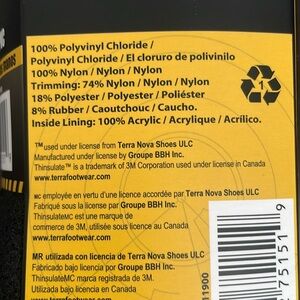 100% Polyvinyl Chloride /
Polyvinyl Chloride / El cloruro de polivinilo
100% Nylon / Nylon / Nylon
Trimming: 74% Nylon / Nylon / Nylon
18% Polyester / Polyester / Poliéster
8% Rubber / Caoutchouc / Caucho.
Inside Lining: 100% Acrylic / Acrylique / Acrílico.
1
™ used under license from Terra Nova Shoes ULC
Manufactured under license by Groupe BBH Inc.
Thinsulate™ is a trademark of 3M Corporation used under license in Canada
www.terrafootwear.com
MC employée en vertu d'une licence accordée par Terra Nova Shoes ULC
Fabriqué sous la license par Groupe BBH Inc.
ThinsulateMC est une marque de
commerce de 3M, utilisée sous licence au Canada.
www.terrafootwear.com
MR utilizada con licencia de Terra Nova Shoes ULC
Fabricado bajo licencia por Groupe BBH Inc.
ThinsulateMC marca registrada de 3M.
Utilizada bajo licencia en Canadá.
www.terrafootwear.com
75151 9